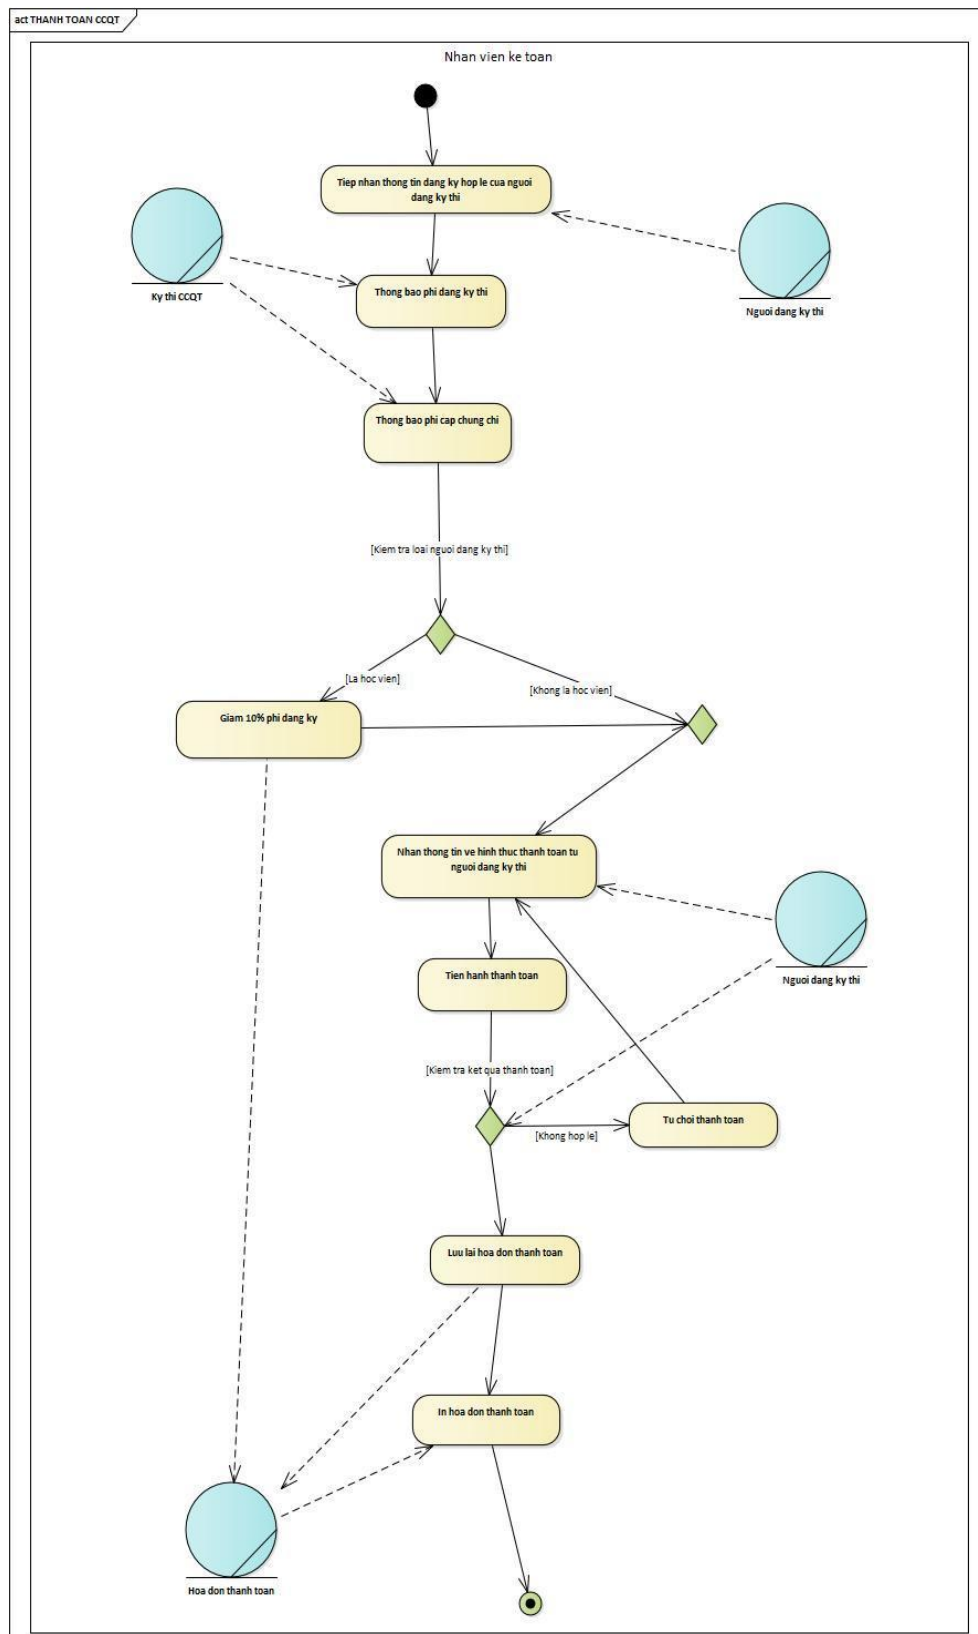 act THANH TOAN CCQT
Nhan vien ke toan
Tiep nhan thong tin dang ky hop le cua nguoi
dang ky thi
Ky thi CCQT
Thong bao phi dang ky thi
Nguoi dang ky thi
Thong bao phi cap chung chi
[Kiem tra loai nguoi dang ky thi]
[La hoc vien]
[Khong la hoc vien]
Giam 10% phi dang ky
Nhan thong tin ve hinh thuc thanh toan tu
nguoi dang ky thi
Tien hanh thanh toan
Nguoi dang ky thi
[Kiem tra ket qua thanh toan]
Tu choi thanh toan
[Khong hop le]
Luu lai hoa don thanh toan
In hoa don thanh toan
Hoa don thanh toan